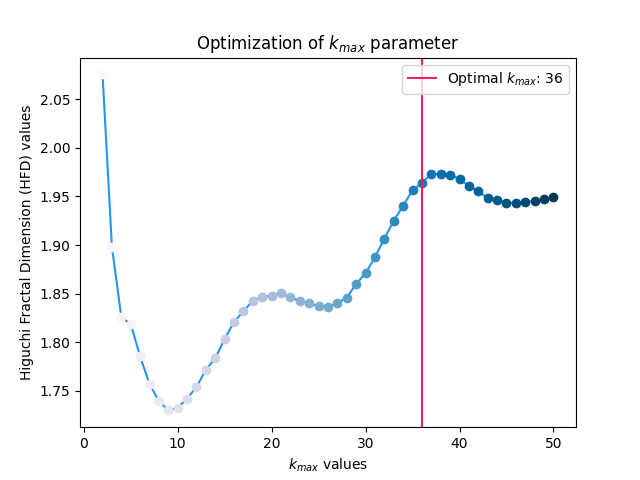 Optimization of k_max parameter
Optimal k_max: 36
Higuchi Fractal Dimension (HFD) values
2.05
2.00
1.95
1.90
1.85
1.80
1.75
0 10 20 30 40 50
k_max values